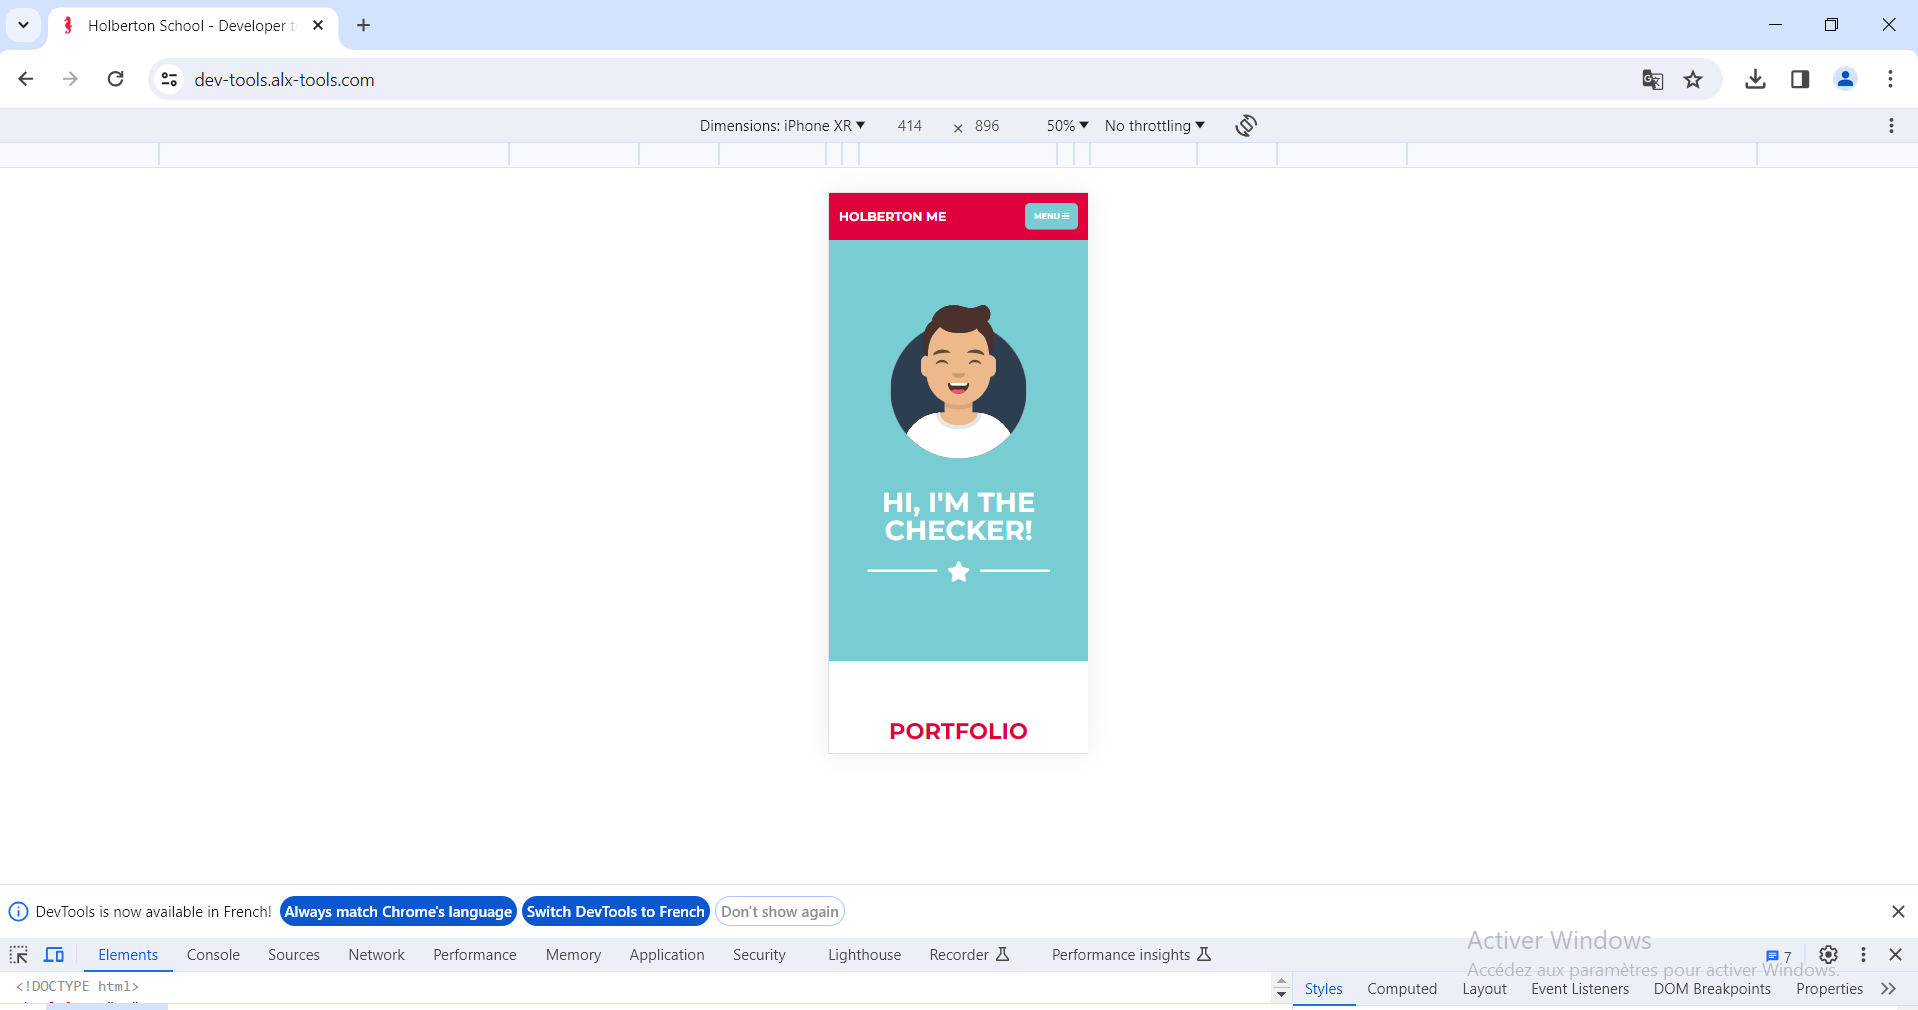 Holberton School - Developer t
dev-tools.alx-tools.com
Dimensions: iPhone XR 414 × 896 50% No throttling
HOLBERTON ME MENU
HI, I'M THE
CHECKER!
PORTFOLIO
DevTools is now available in French! Always match Chrome's language Switch DevTools to French Don't show again
Activer Windows
Elements Console Sources Network Performance Memory Application Security Lighthouse Recorder Performance insights 7
Accédez aux paramètres pour activer Windows.
<!DOCTYPE html> Styles Computed Layout Event Listeners DOM Breakpoints Properties